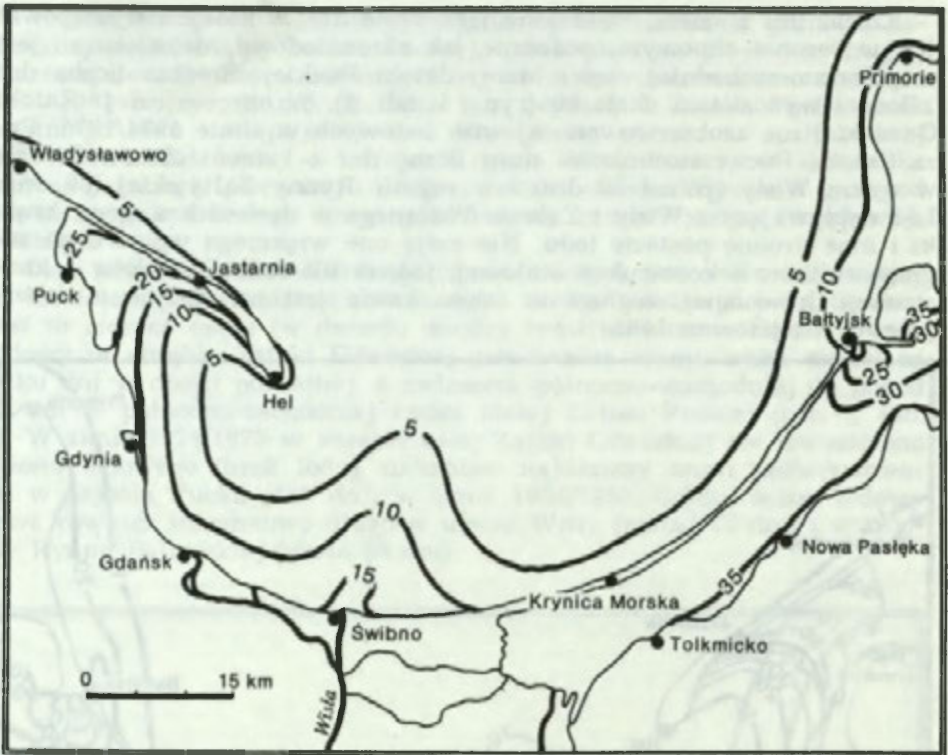 Primorie
Władysławowo
5
25
20
15
10
5
Jastarnia
Puck
5
10
Bałtyjsk
35
30
25
30
Hel
5
Gdynia
10
Gdańsk
15
Świbno
Krynica Morska
Nowa Pasłęka
35
Tolkmicko
0 15 km
Wisła